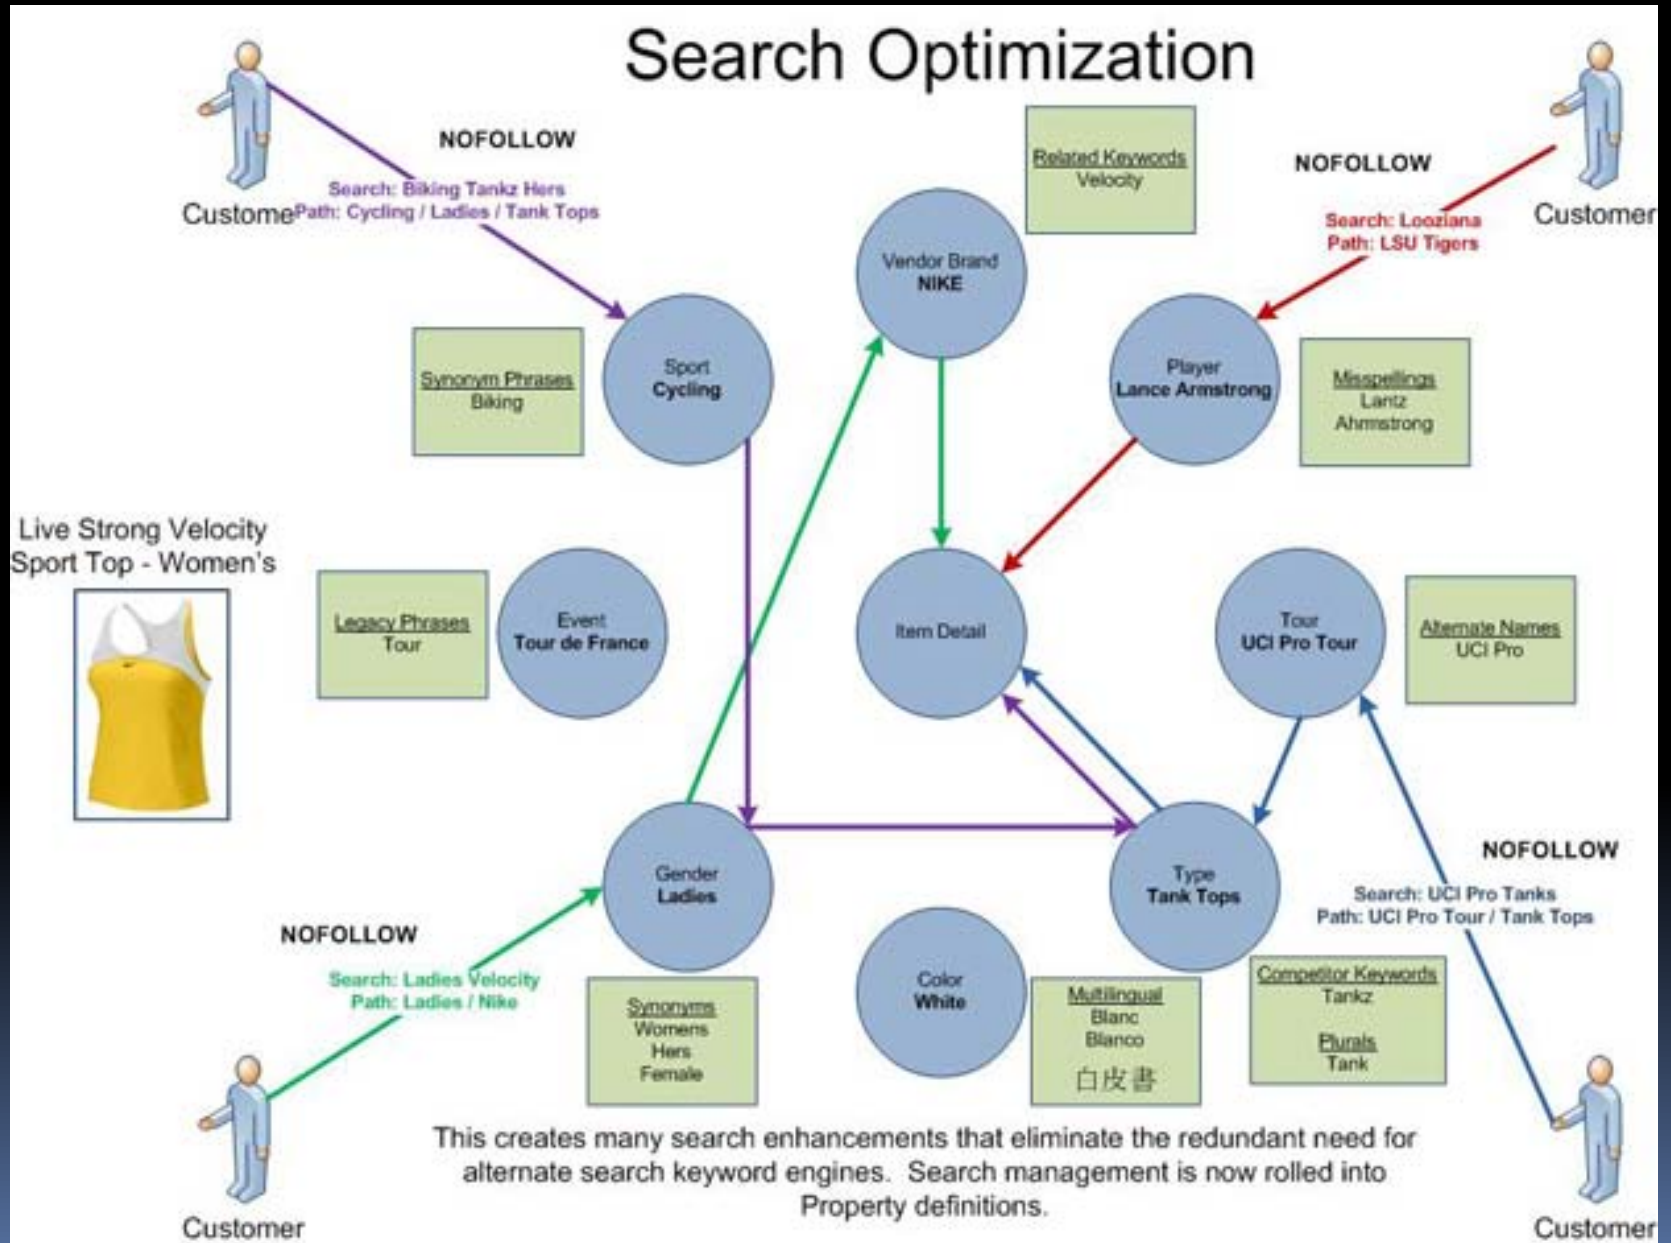 Search Optimization
NOFOLLOW
Search: Biking Tankz Hers
Path: Cycling / Ladies / Tank Tops
Custome
Related Keywords
Velocity
NOFOLLOW
Search: Looziana
Path: LSU Tigers
Customer
Vendor Brand
NIKE
Synonym Phrases
Biking
Sport
Cycling
Player
Lance Armstrong
Misspellings
Lantz
Ahrmstrong
Live Strong Velocity
Sport Top - Women's
Legacy Phrases
Tour
Event
Tour de France
Item Detail
Tour
UCI Pro Tour
Alternate Names
UCI Pro
Gender
Ladies
Type
Tank Tops
NOFOLLOW
Search: UCI Pro Tanks
Path: UCI Pro Tour / Tank Tops
NOFOLLOW
Search: Ladies Velocity
Path: Ladies / Nike
Synonyms
Womens
Hers
Female
Color
White
Multilingual
Blanc
Blanco
白皮書
Competitor Keywords
Tankz
Plurals
Tank
This creates many search enhancements that eliminate the redundant need for
alternate search keyword engines.  Search management is now rolled into
Property definitions.
Customer
Customer